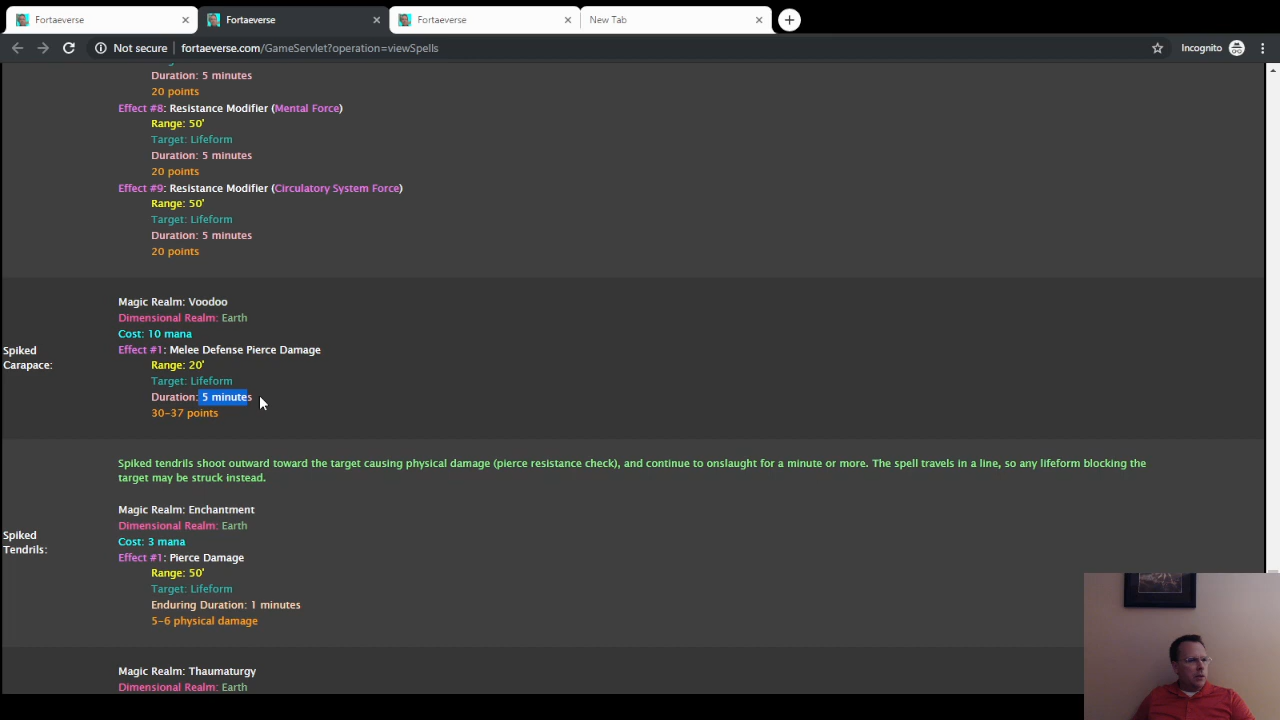 Fortaeverse
Fortaeverse
Fortaeverse
New Tab
Not secure
fortaeverse.com/GameServlet?operation=viewSpells
Incognito
Duration: 5 minutes
20 points
Effect #8: Resistance Modifier (Mental Force)
Range: 50'
Target: Lifeform
Duration: 5 minutes
20 points
Effect #9: Resistance Modifier (Circulatory System Force)
Range: 50'
Target: Lifeform
Duration: 5 minutes
20 points
Spiked
Carapace:
Magic Realm: Voodoo
Dimensional Realm: Earth
Cost: 10 mana
Effect #1: Melee Defense Pierce Damage
Range: 20'
Target: Lifeform
Duration: 5 minutes
30-37 points
Spiked
Tendrils:
Spiked tendrils shoot outward toward the target causing physical damage (pierce resistance check), and continue to onslaught for a minute or more. The spell travels in a line, so any lifeform blocking the
target may be struck instead.
Magic Realm: Enchantment
Dimensional Realm: Earth
Cost: 3 mana
Effect #1: Pierce Damage
Range: 50'
Target: Lifeform
Enduring Duration: 1 minutes
5-6 physical damage
Magic Realm: Thaumaturgy
Dimensional Realm: Earth